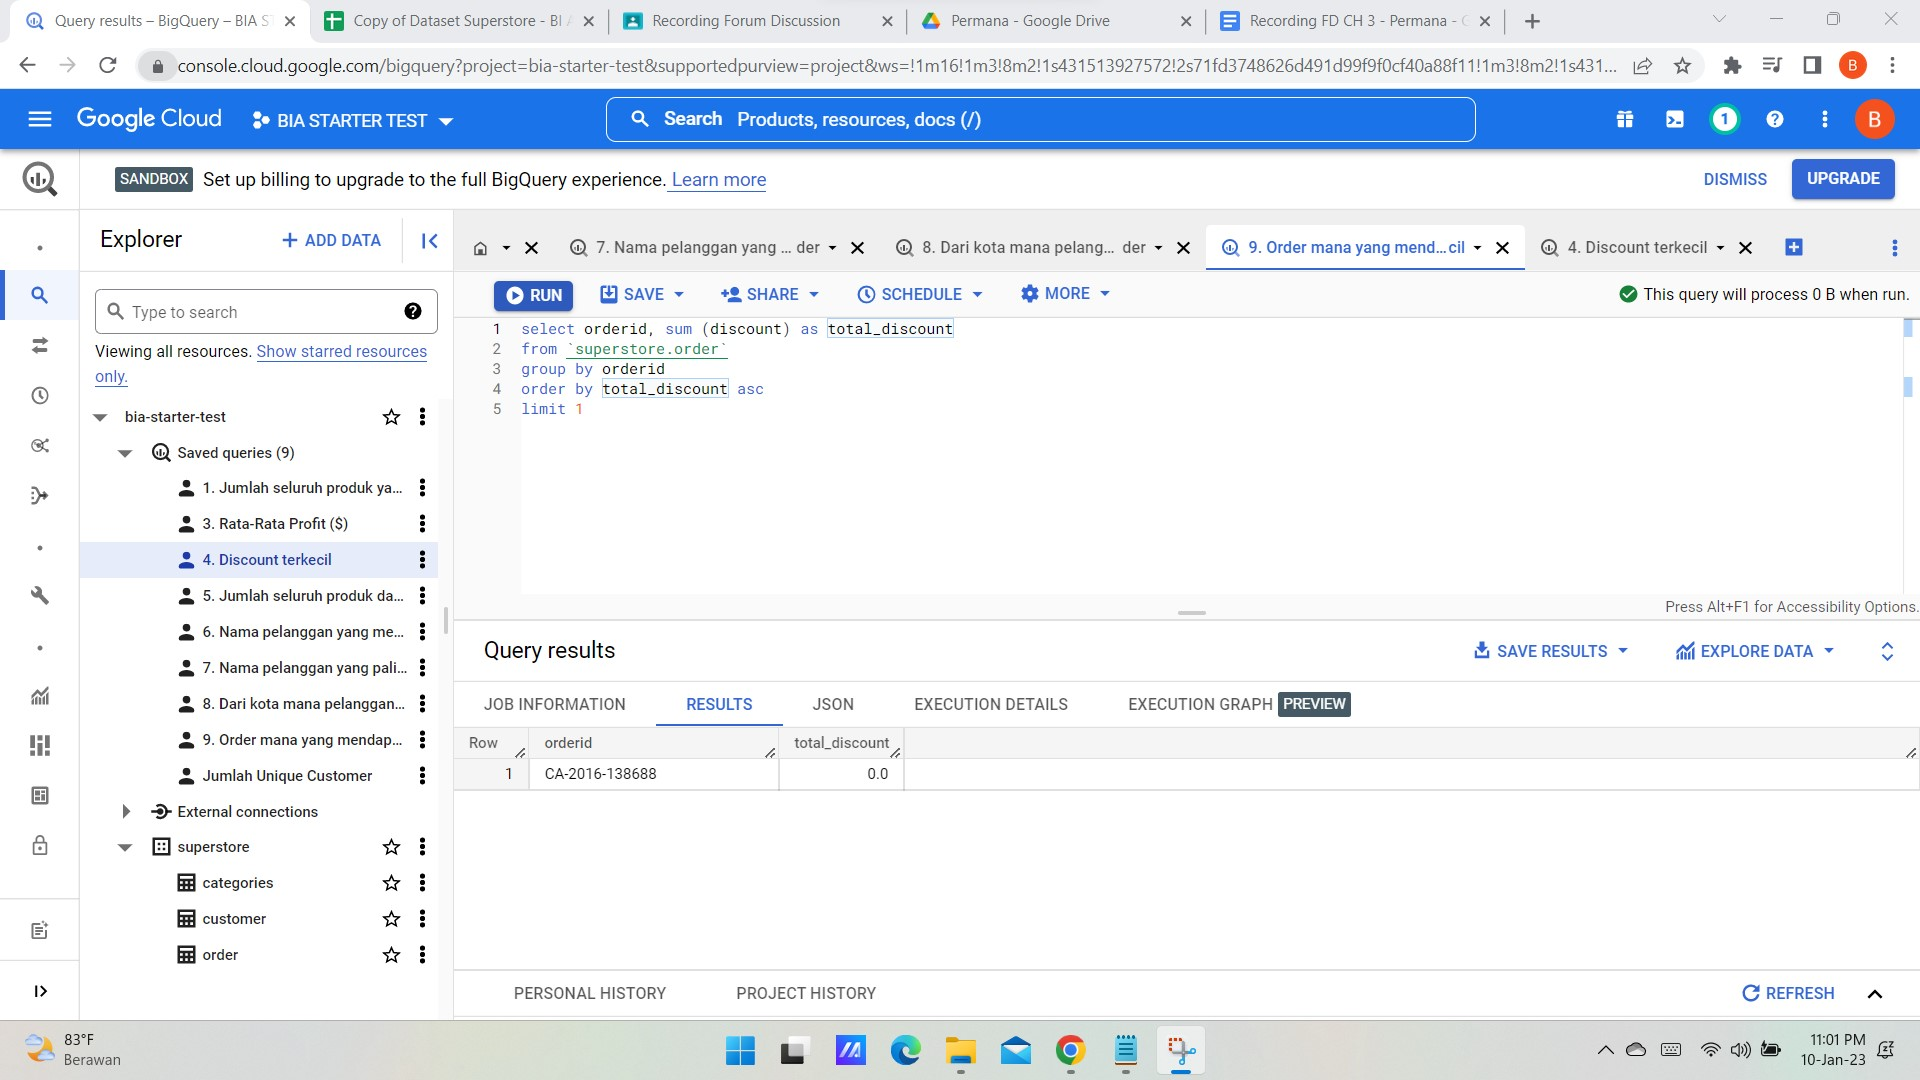 Query results – BigQuery – BIA S
Copy of Dataset Superstore - BI
Recording Forum Discussion
Permana - Google Drive
Recording FD CH 3 - Permana -
console.cloud.google.com/bigquery?project=bia-starter-test&supportedpurview=project&ws=!1m16!1m3!8m2!1s431513927572!2s71fd3748626d491d99f9f0cf40a88f11!1m3!8m2!1s431...
B
Google Cloud
BIA STARTER TEST
Search Products, resources, docs (/)
1
B
SANDBOX Set up billing to upgrade to the full BigQuery experience. Learn more
DISMISS
UPGRADE
Explorer
+ ADD DATA
7. Nama pelanggan yang ... der
8. Dari kota mana pelang... der
9. Order mana yang mend... cil
4. Discount terkecil
RUN
SAVE
SHARE
SCHEDULE
MORE
This query will process 0 B when run.
Type to search
Viewing all resources. Show starred resources
only.
bia-starter-test
Saved queries (9)
1. Jumlah seluruh produk ya...
3. Rata-Rata Profit ($)
4. Discount terkecil
5. Jumlah seluruh produk da...
6. Nama pelanggan yang me...
7. Nama pelanggan yang pali...
8. Dari kota mana pelanggan...
9. Order mana yang mendap...
Jumlah Unique Customer
External connections
superstore
categories
customer
order
1 select orderid, sum (discount) as total_discount
2 from `superstore.order`
3 group by orderid
4 order by total_discount asc
5 limit 1
Press Alt+F1 for Accessibility Options.
Query results
SAVE RESULTS
EXPLORE DATA
JOB INFORMATION
RESULTS
JSON
EXECUTION DETAILS
EXECUTION GRAPH PREVIEW
Row orderid total_discount
1 CA-2016-138688 0.0
PERSONAL HISTORY
PROJECT HISTORY
REFRESH
83°F
Berawan
11:01 PM
10-Jan-23